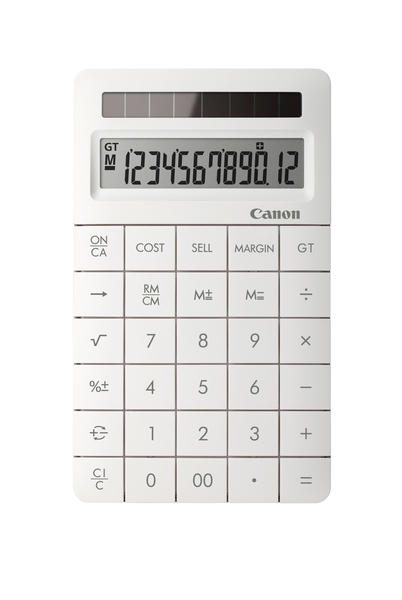 GT
M 1234567890.12
Canon
ON
CA COST SELL MARGIN GT
→ RM
CM M± M= ÷
√ 7 8 9 ×
%± 4 5 6 −
+− 1 2 3 +
CI
C 0 00 · =